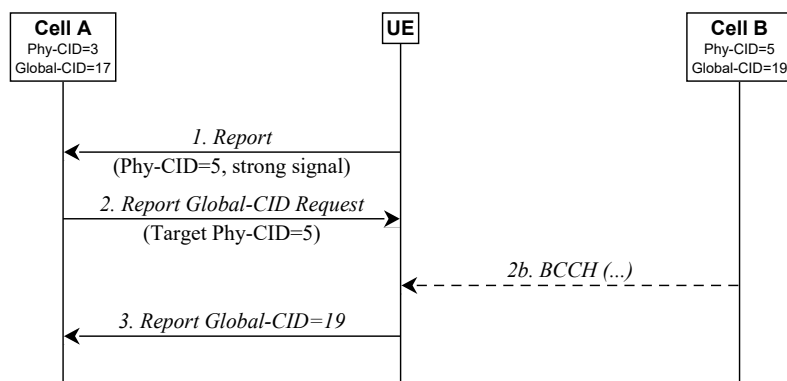 Cell A
Phy-CID=3
Global-CID=17
UE
Cell B
Phy-CID=5
Global-CID=19
1. Report
(Phy-CID=5, strong signal)
2. Report Global-CID Request
(Target Phy-CID=5)
2b. BCCH (...)
3. Report Global-CID=19